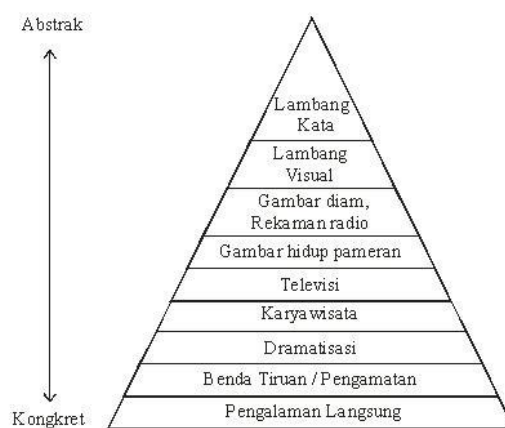 Abstrak
Lambang
Kata
Lambang
Visual
Gambar diam,
Rekaman radio
Gambar hidup pameran
Televisi
Karyawisata
Dramatisasi
Benda Tiruan / Pengamatan
Pengalaman Langsung
Kongkret